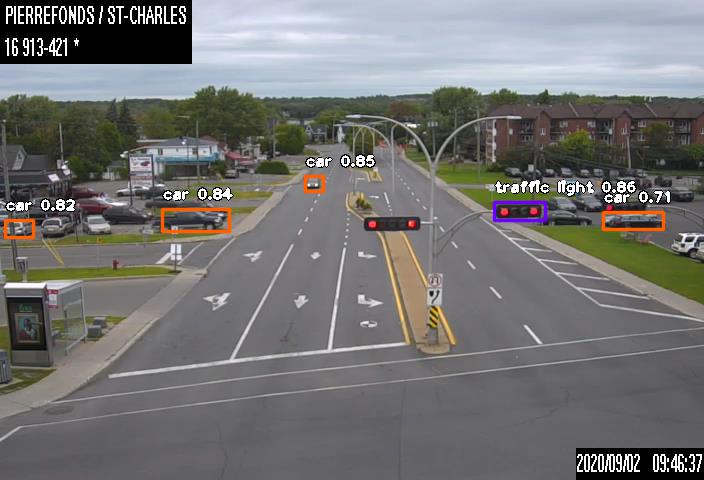 PIERREFONDS / ST-CHARLES
16 913-421 *
car 0.85
traffic light 0.86
car 0.84
car 0.71
car 0.82
2020/09/02 09:46:37